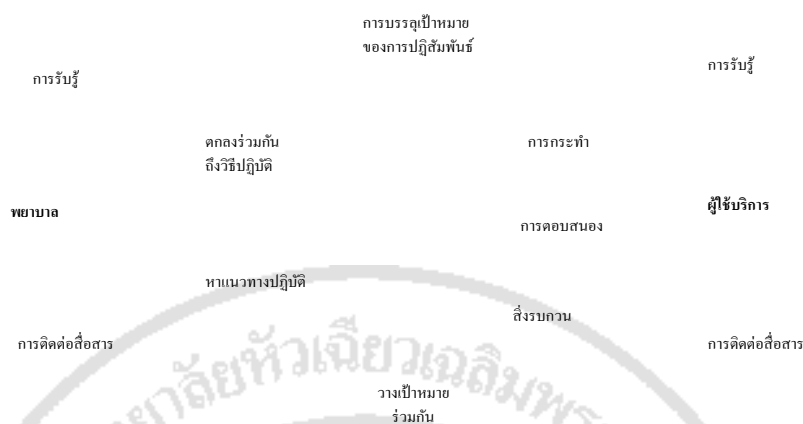 การบรรลุเป้าหมาย
ของการปฏิสัมพันธ์
การรับรู้
การรับรู้
ตกลงร่วมกัน
ถึงวิธีปฏิบัติ
การกระทำ
พยาบาล
ผู้ใช้บริการ
การตอบสนอง
หาแนวทางปฏิบัติ
สิ่งรบกวน
การติดต่อสื่อสาร
การติดต่อสื่อสาร
วางเป้าหมาย
ร่วมกัน